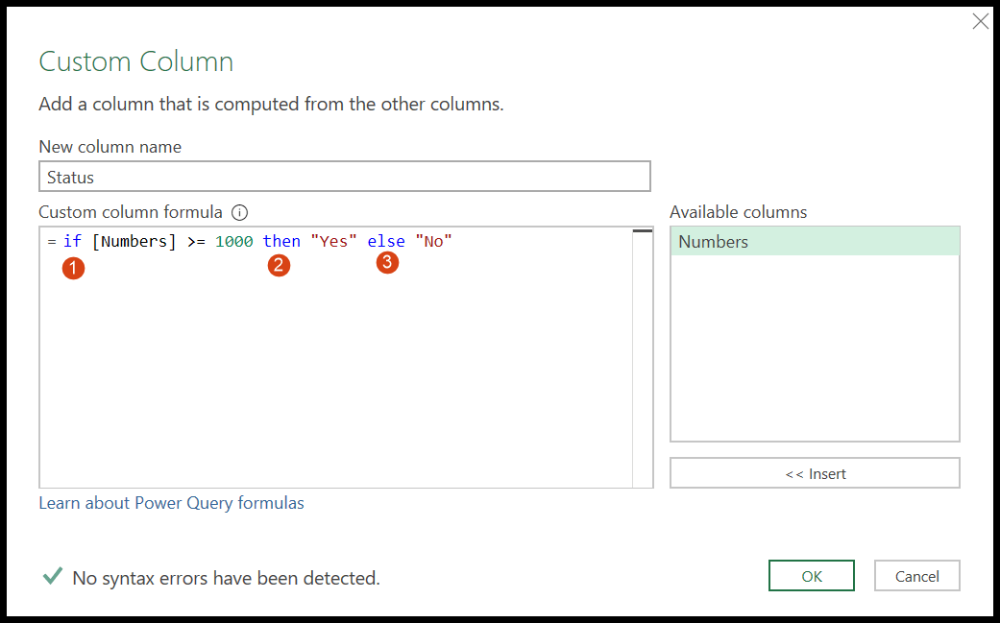 Custom Column
Add a column that is computed from the other columns.
New column name
Status
Custom column formula
Available columns
= if [Numbers] >= 1000 then "Yes" else "No"
Numbers
1
2
3
<< Insert
Learn about Power Query formulas
No syntax errors have been detected.
OK
Cancel